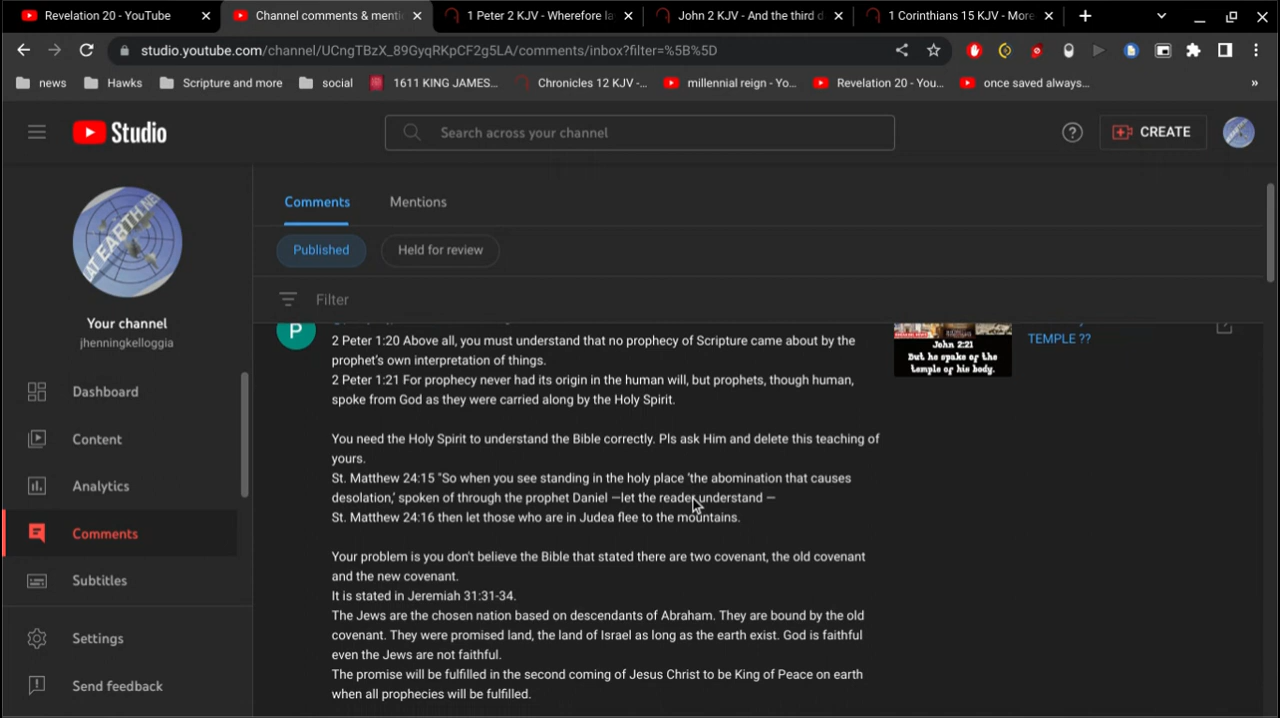 Revelation 20 - YouTube
Channel comments & menti
1 Peter 2 KJV - Wherefore la
John 2 KJV - And the third d
1 Corinthians 15 KJV - More
studio.youtube.com/channel/UCngTBzX_89GyqRKpCF2g5LA/comments/inbox?filter=%5B%5D
news
Hawks
Scripture and more
social
1611 KING JAMES...
Chronicles 12 KJV -...
millennial reign - Yo...
Revelation 20 - You...
once saved always...
»
Studio
Search across your channel
CREATE
AT EARTH NE
Your channel
jhenningkelloggia
Dashboard
Content
Analytics
Comments
Subtitles
Settings
Send feedback
Comments
Mentions
Published
Held for review
Filter
P
2 Peter 1:20 Above all, you must understand that no prophecy of Scripture came about by the
prophet's own interpretation of things.
2 Peter 1:21 For prophecy never had its origin in the human will, but prophets, though human,
spoke from God as they were carried along by the Holy Spirit.
You need the Holy Spirit to understand the Bible correctly. Pls ask Him and delete this teaching of
yours.
St. Matthew 24:15 "So when you see standing in the holy place 'the abomination that causes
desolation,' spoken of through the prophet Daniel —let the reader understand —
St. Matthew 24:16 then let those who are in Judea flee to the mountains.
Your problem is you don't believe the Bible that stated there are two covenant, the old covenant
and the new covenant.
It is stated in Jeremiah 31:31-34.
The Jews are the chosen nation based on descendants of Abraham. They are bound by the old
covenant. They were promised land, the land of Israel as long as the earth exist. God is faithful
even the Jews are not faithful.
The promise will be fulfilled in the second coming of Jesus Christ to be King of Peace on earth
when all prophecies will be fulfilled.
John 2:21
But he spake of the
temple of his body.
TEMPLE ??